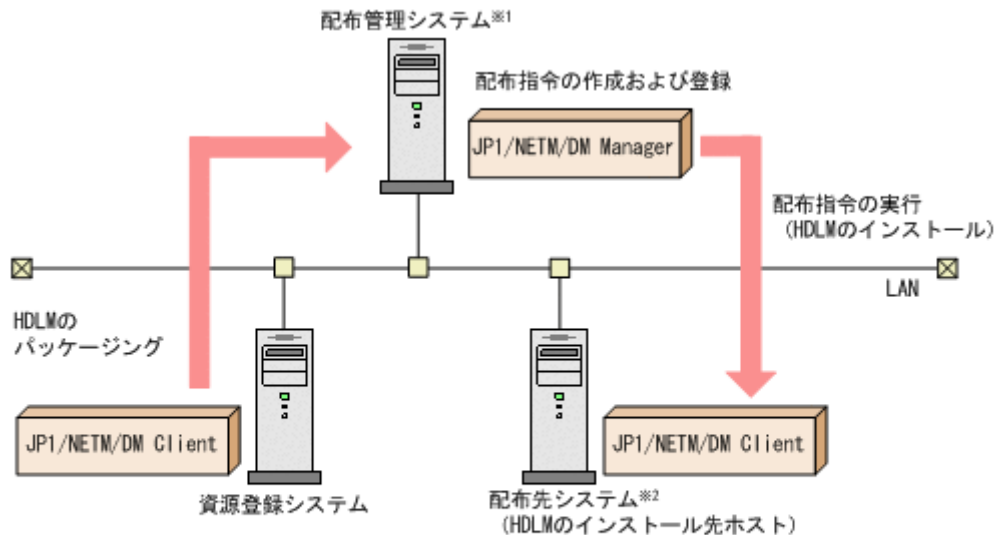 配布管理システム※1
配布指令の作成および登録
JP1/NETM/DM Manager
配布指令の実行
(HDLMのインストール)
LAN
HDLMの
パッケージング
JP1/NETM/DM Client
資源登録システム
JP1/NETM/DM Client
配布先システム※2
(HDLMのインストール先ホスト)